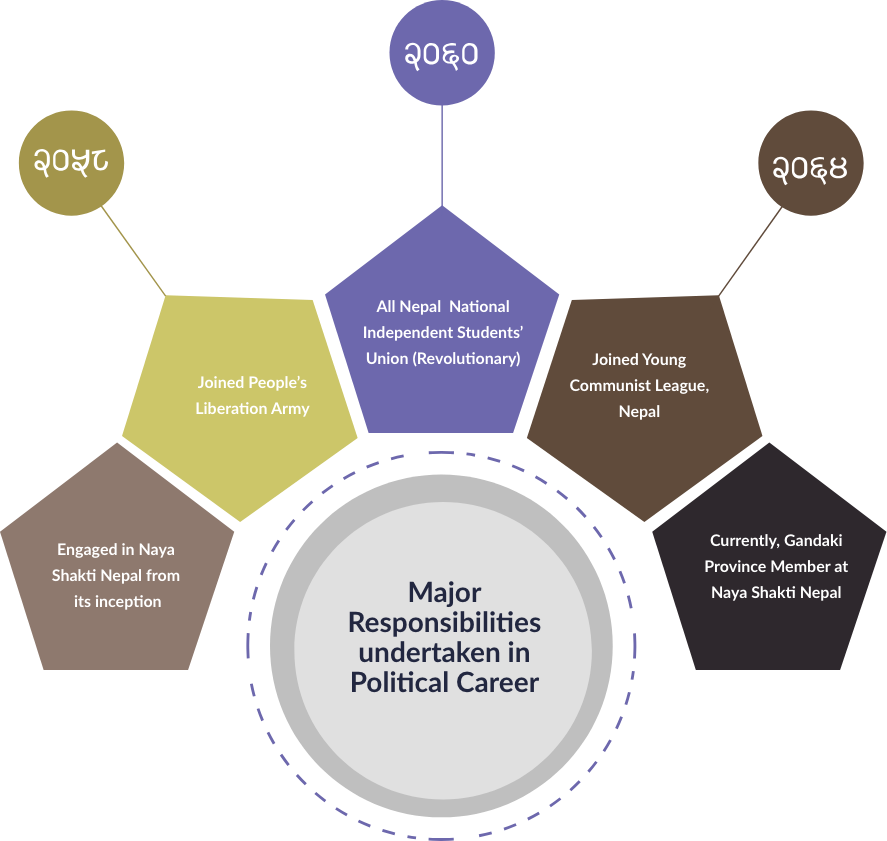 २०६०
२०५८
२०६४
All Nepal National
Independent Students'
Union (Revolutionary)
Joined People's
Liberation Army
Joined Young
Communist League,
Nepal
Engaged in Naya
Shakti Nepal from
its inception
Currently, Gandaki
Province Member at
Naya Shakti Nepal
Major
Responsibilities
undertaken in
Political Career